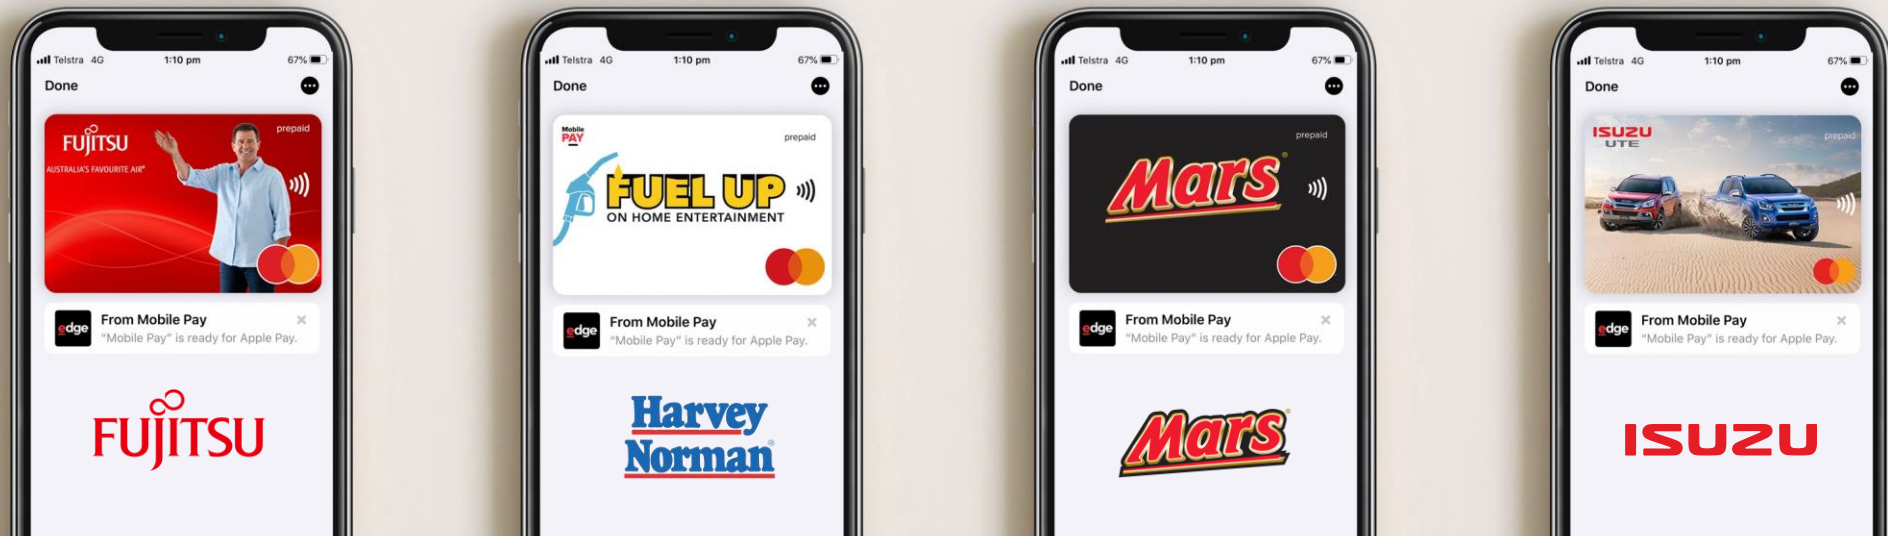 Telstra 4G 1:10 pm 67%
Done
FUJITSU
prepaid
AUSTRALIA'S FAVOURITE AIR®
edge
From Mobile Pay
"Mobile Pay" is ready for Apple Pay.
FUJITSU
Telstra 4G 1:10 pm 67%
Done
Mobile
PAY
prepaid
FUEL UP
ON HOME ENTERTAINMENT
edge
From Mobile Pay
"Mobile Pay" is ready for Apple Pay.
Harvey
Norman®
Telstra 4G 1:10 pm 67%
Done
prepaid
Mars®
edge
From Mobile Pay
"Mobile Pay" is ready for Apple Pay.
Mars
Telstra 4G 1:10 pm 67%
Done
ISUZU
UTE
prepaid
edge
From Mobile Pay
"Mobile Pay" is ready for Apple Pay.
ISUZU